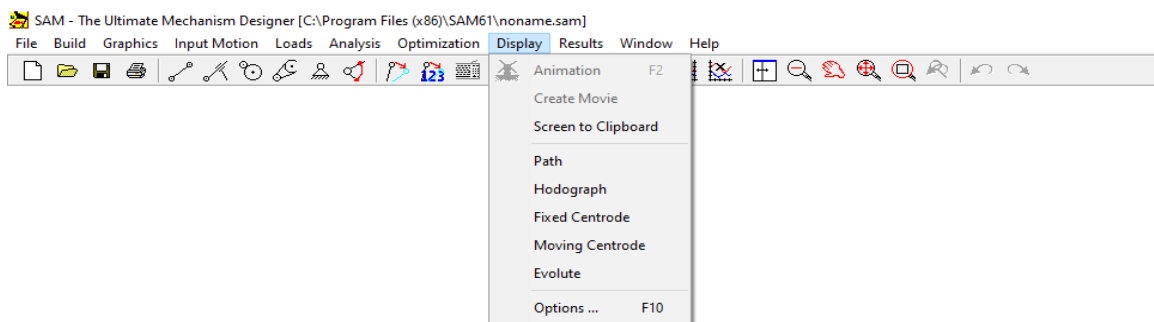 SAM - The Ultimate Mechanism Designer [C:\Program Files (x86)\SAM61\noname.sam]
File Build Graphics Input Motion Loads Analysis Optimization Display Results Window Help
123
Animation F2
Create Movie
Screen to Clipboard
Path
Hodograph
Fixed Centrode
Moving Centrode
Evolute
Options ... F10